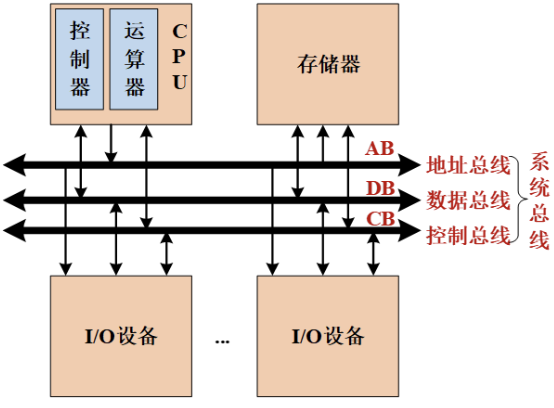 控制器
运算器
CPU
存储器
AB
地址总线
DB
数据总线
CB
控制总线
系统总线
I/O设备
...
I/O设备